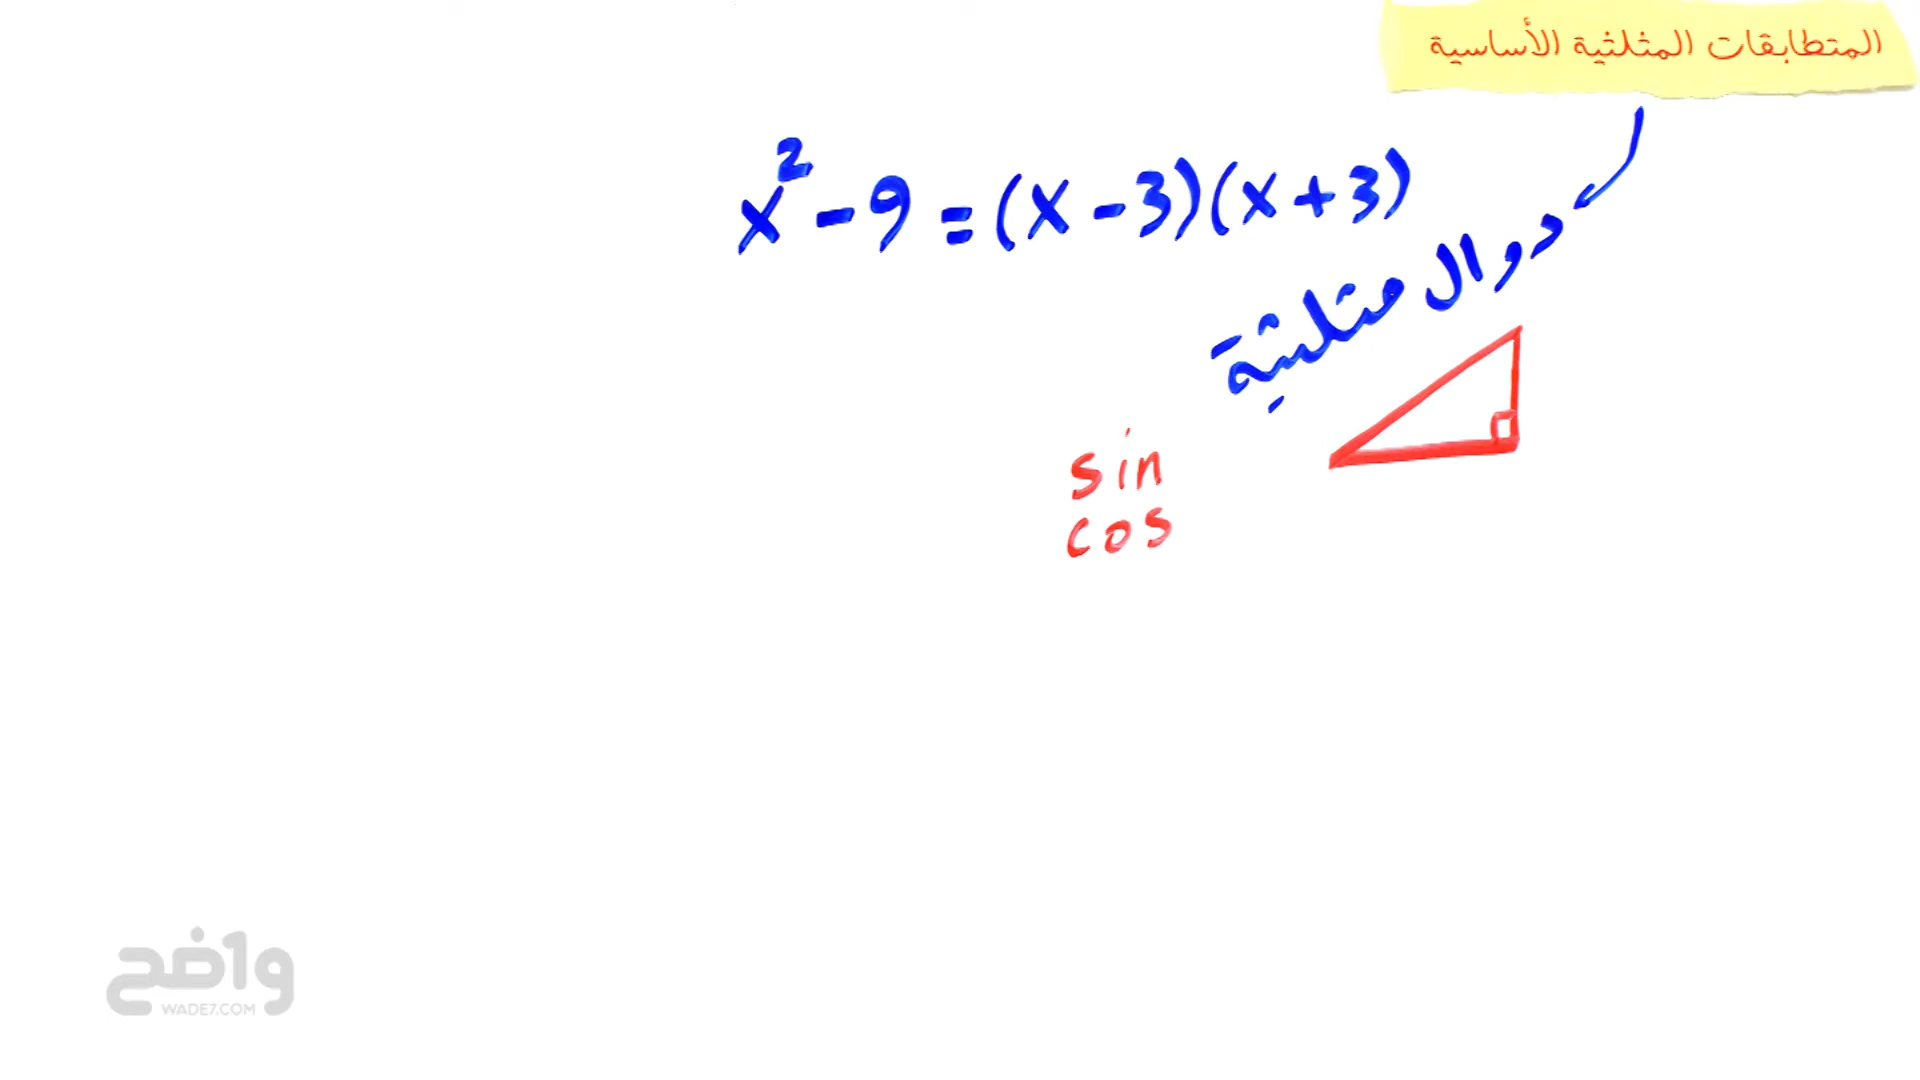 المتطابقات المثلثية الأساسية
x² - 9 = (x - 3)(x + 3)
دوال مثلثية
sin
cos
واضح
WADE7.COM